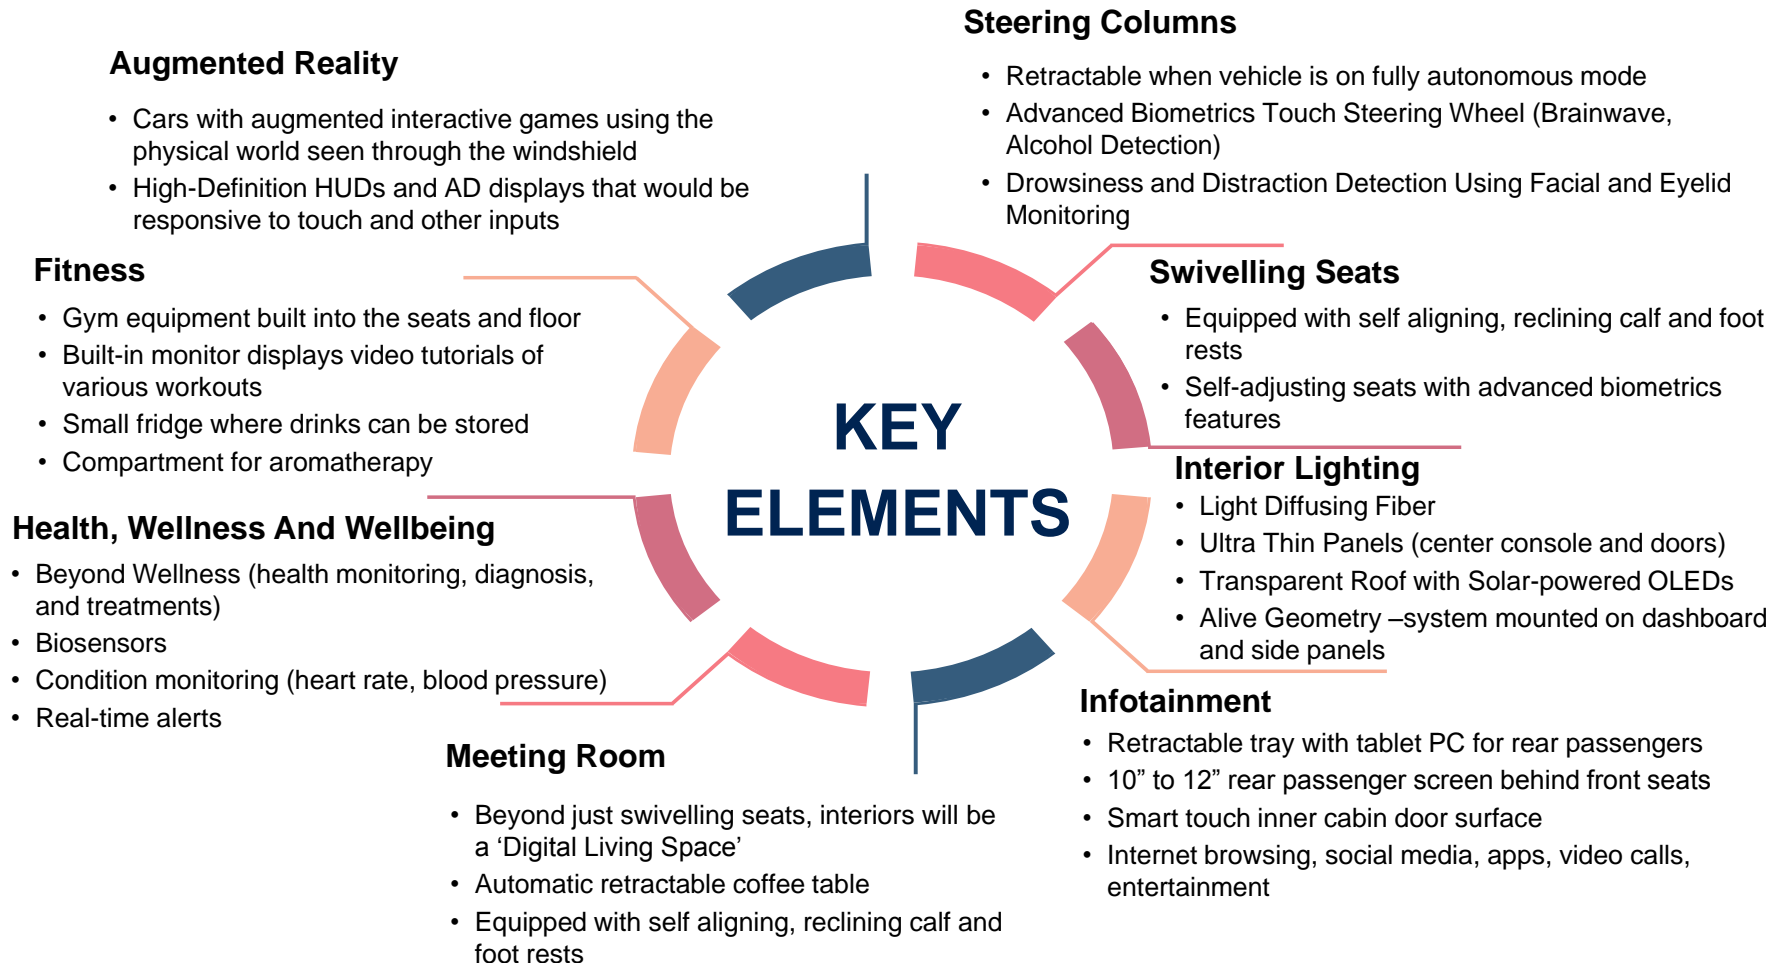 Steering Columns
• Retractable when vehicle is on fully autonomous mode
• Advanced Biometrics Touch Steering Wheel (Brainwave,
Alcohol Detection)
• Drowsiness and Distraction Detection Using Facial and Eyelid
Monitoring
Augmented Reality
• Cars with augmented interactive games using the
physical world seen through the windshield
• High-Definition HUDs and AD displays that would be
responsive to touch and other inputs
Fitness
• Gym equipment built into the seats and floor
• Built-in monitor displays video tutorials of
various workouts
• Small fridge where drinks can be stored
• Compartment for aromatherapy
Swivelling Seats
• Equipped with self aligning, reclining calf and foot
rests
• Self-adjusting seats with advanced biometrics
features
KEY
ELEMENTS
Interior Lighting
• Light Diffusing Fiber
• Ultra Thin Panels (center console and doors)
• Transparent Roof with Solar-powered OLEDs
• Alive Geometry –system mounted on dashboard
and side panels
Health, Wellness And Wellbeing
• Beyond Wellness (health monitoring, diagnosis,
and treatments)
• Biosensors
• Condition monitoring (heart rate, blood pressure)
• Real-time alerts
Infotainment
• Retractable tray with tablet PC for rear passengers
• 10” to 12” rear passenger screen behind front seats
• Smart touch inner cabin door surface
• Internet browsing, social media, apps, video calls,
entertainment
Meeting Room
• Beyond just swivelling seats, interiors will be
a ‘Digital Living Space’
• Automatic retractable coffee table
• Equipped with self aligning, reclining calf and
foot rests